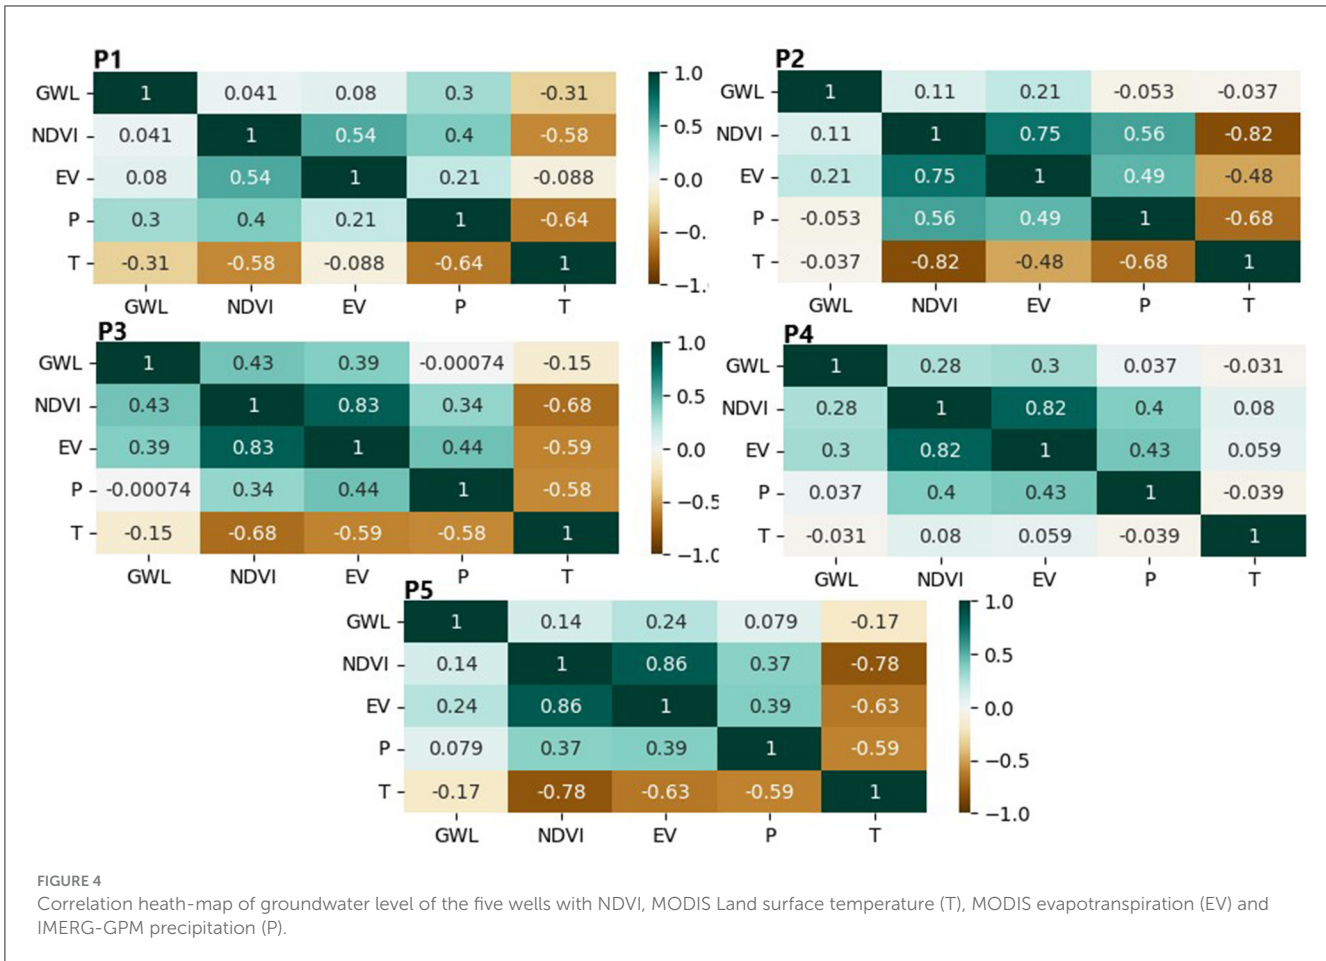 P1
GWL 1 0.041 0.08 0.3 -0.31
NDVI 0.041 1 0.54 0.4 -0.58
EV 0.08 0.54 1 0.21 -0.088
P 0.3 0.4 0.21 1 -0.64
T -0.31 -0.58 -0.088 -0.64 1
GWL NDVI EV P T
1.0
0.5
0.0
−0.
−1.
P2
GWL 1 0.11 0.21 -0.053 -0.037
NDVI 0.11 1 0.75 0.56 -0.82
EV 0.21 0.75 1 0.49 -0.48
P -0.053 0.56 0.49 1 -0.68
T -0.037 -0.82 -0.48 -0.68 1
GWL NDVI EV P T
P3
GWL 1 0.43 0.39 -0.00074 -0.15
NDVI 0.43 1 0.83 0.34 -0.68
EV 0.39 0.83 1 0.44 -0.59
P -0.00074 0.34 0.44 1 -0.58
T -0.15 -0.68 -0.59 -0.58 1
GWL NDVI EV P T
1.0
0.5
0.0
−0.5
−1.0
P4
GWL 1 0.28 0.3 0.037 -0.031
NDVI 0.28 1 0.82 0.4 0.08
EV 0.3 0.82 1 0.43 0.059
P 0.037 0.4 0.43 1 -0.039
T -0.031 0.08 0.059 -0.039 1
GWL NDVI EV P T
P5
GWL 1 0.14 0.24 0.079 -0.17
NDVI 0.14 1 0.86 0.37 -0.78
EV 0.24 0.86 1 0.39 -0.63
P 0.079 0.37 0.39 1 -0.59
T -0.17 -0.78 -0.63 -0.59 1
GWL NDVI EV P T
1.0
0.5
0.0
−0.5
−1.0
FIGURE 4
Correlation heath-map of groundwater level of the five wells with NDVI, MODIS Land surface temperature (T), MODIS evapotranspiration (EV) and
IMERG-GPM precipitation (P).